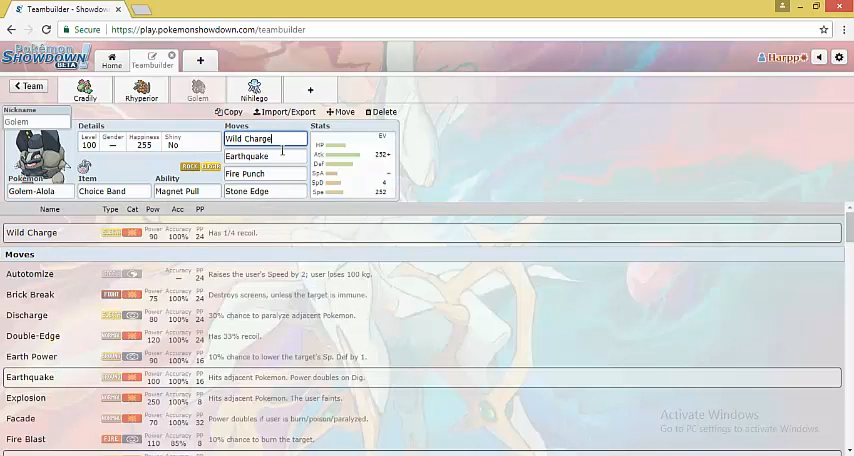 Teambuilder
Secure
https://play.pokemonshowdown.com/teambuilder
Pokémon
SHOWDOWN!
BETA
Home
Teambuilder
+
Harpp
< Team
Cradily
Rhyperior
Golem
Nihilego
+
Copy
Import/Export
Move
Delete
Nickname
Golem
Details
Level Gender Happiness Shiny
100 — 255 No
ROCK
Moves
Wild Charge
Earthquake
Fire Punch
Stone Edge
Stats
EV
HP
Atk 252+
Def
SpA –
SpD 4
Spe 252
Pokémon Item Ability
Golem-Alola
Choice Band
Magnet Pull
Name Type Cat Pow Acc PP
Wild Charge Power 90 Accuracy 100% PP 24 Has 1/4 recoil.
Moves
Autotomize Accuracy — PP 24 Raises the user's Speed by 2; user loses 100 kg.
Brick Break FIGHT Power 75 Accuracy 100% PP 24 Destroys screens, unless the target is immune.
Discharge Power 80 Accuracy 100% PP 24 30% chance to paralyze adjacent Pokemon.
Double-Edge Power 120 Accuracy 100% PP 24 Has 33% recoil.
Earth Power Power 90 Accuracy 100% PP 16 10% chance to lower the target's Sp. Def by 1.
Earthquake Power 100 Accuracy 100% PP 16 Hits adjacent Pokemon. Power doubles on Dig.
Explosion Power 250 Accuracy 100% PP 8 Hits adjacent Pokemon. The user faints.
Facade Power 70 Accuracy 100% PP 32 Power doubles if user is burn/poison/paralyzed.
Fire Blast FIRE Power 110 Accuracy 85% PP 8 10% chance to burn the target.
Activate Windows
Go to PC settings to activate Windows.